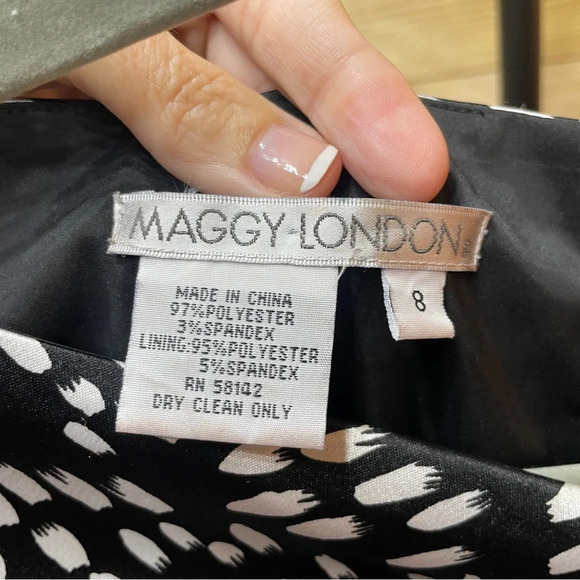 MAGGY LONDON
8
MADE IN CHINA
97%POLYESTER
3%SPANDEX
LINING:95%POLYESTER
5%SPANDEX
RN 58142
DRY CLEAN ONLY